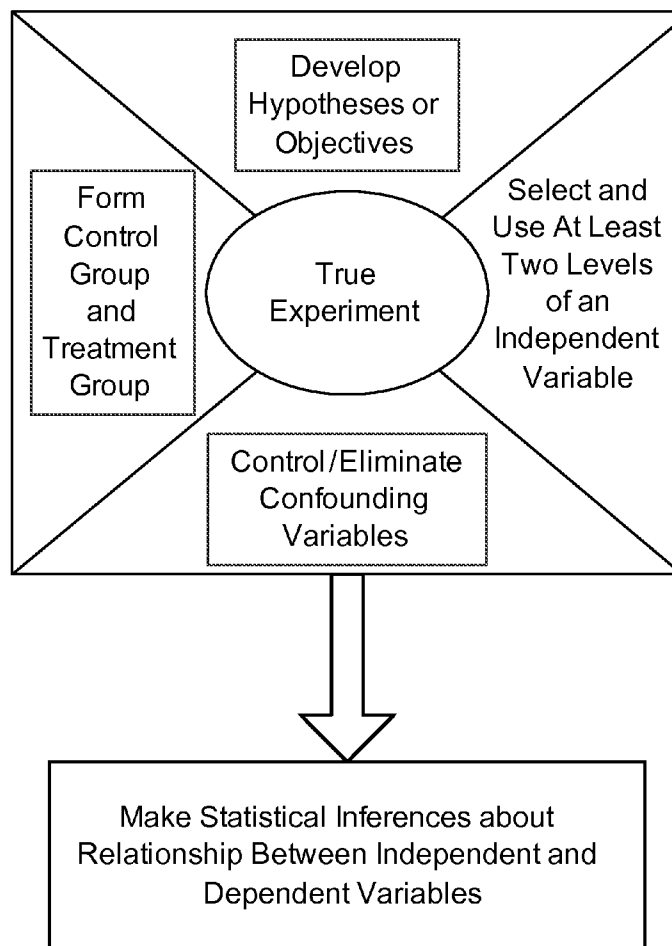 Develop
Hypotheses or
Objectives
Form
Control
Group
and
Treatment
Group
True
Experiment
Select and
Use At Least
Two Levels
of an
Independent
Variable
Control/Eliminate
Confounding
Variables
Make Statistical Inferences about
Relationship Between Independent and
Dependent Variables